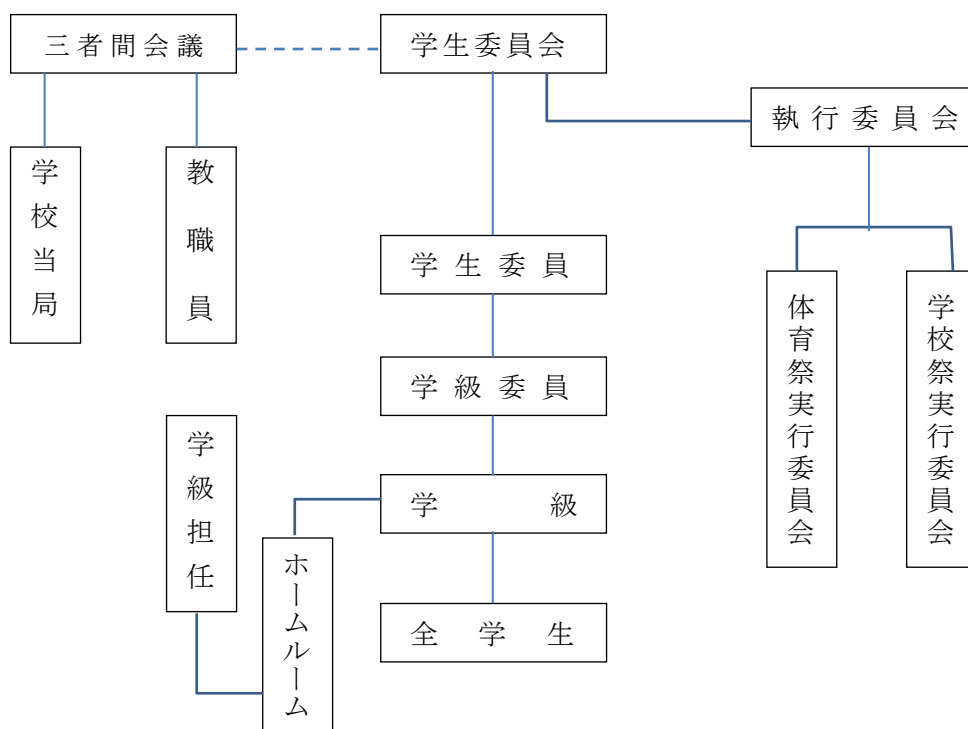 三者間会議
学生委員会
執行委員会
学校当局
教職員
学生委員
学級委員
体育祭実行委員会
学校祭実行委員会
学級担任
学級
ホームルーム
全学生